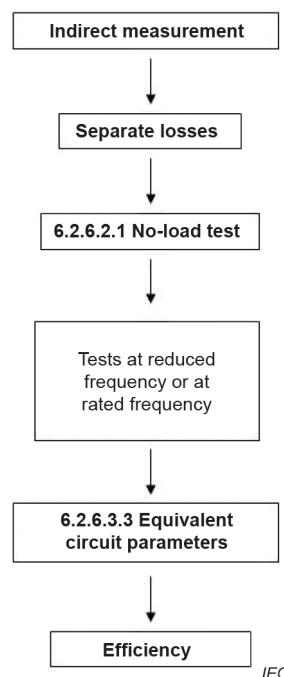 Indirect measurement
Separate losses
6.2.6.2.1 No-load test
Tests at reduced
frequency or at
rated frequency
6.2.6.3.3 Equivalent
circuit parameters
Efficiency